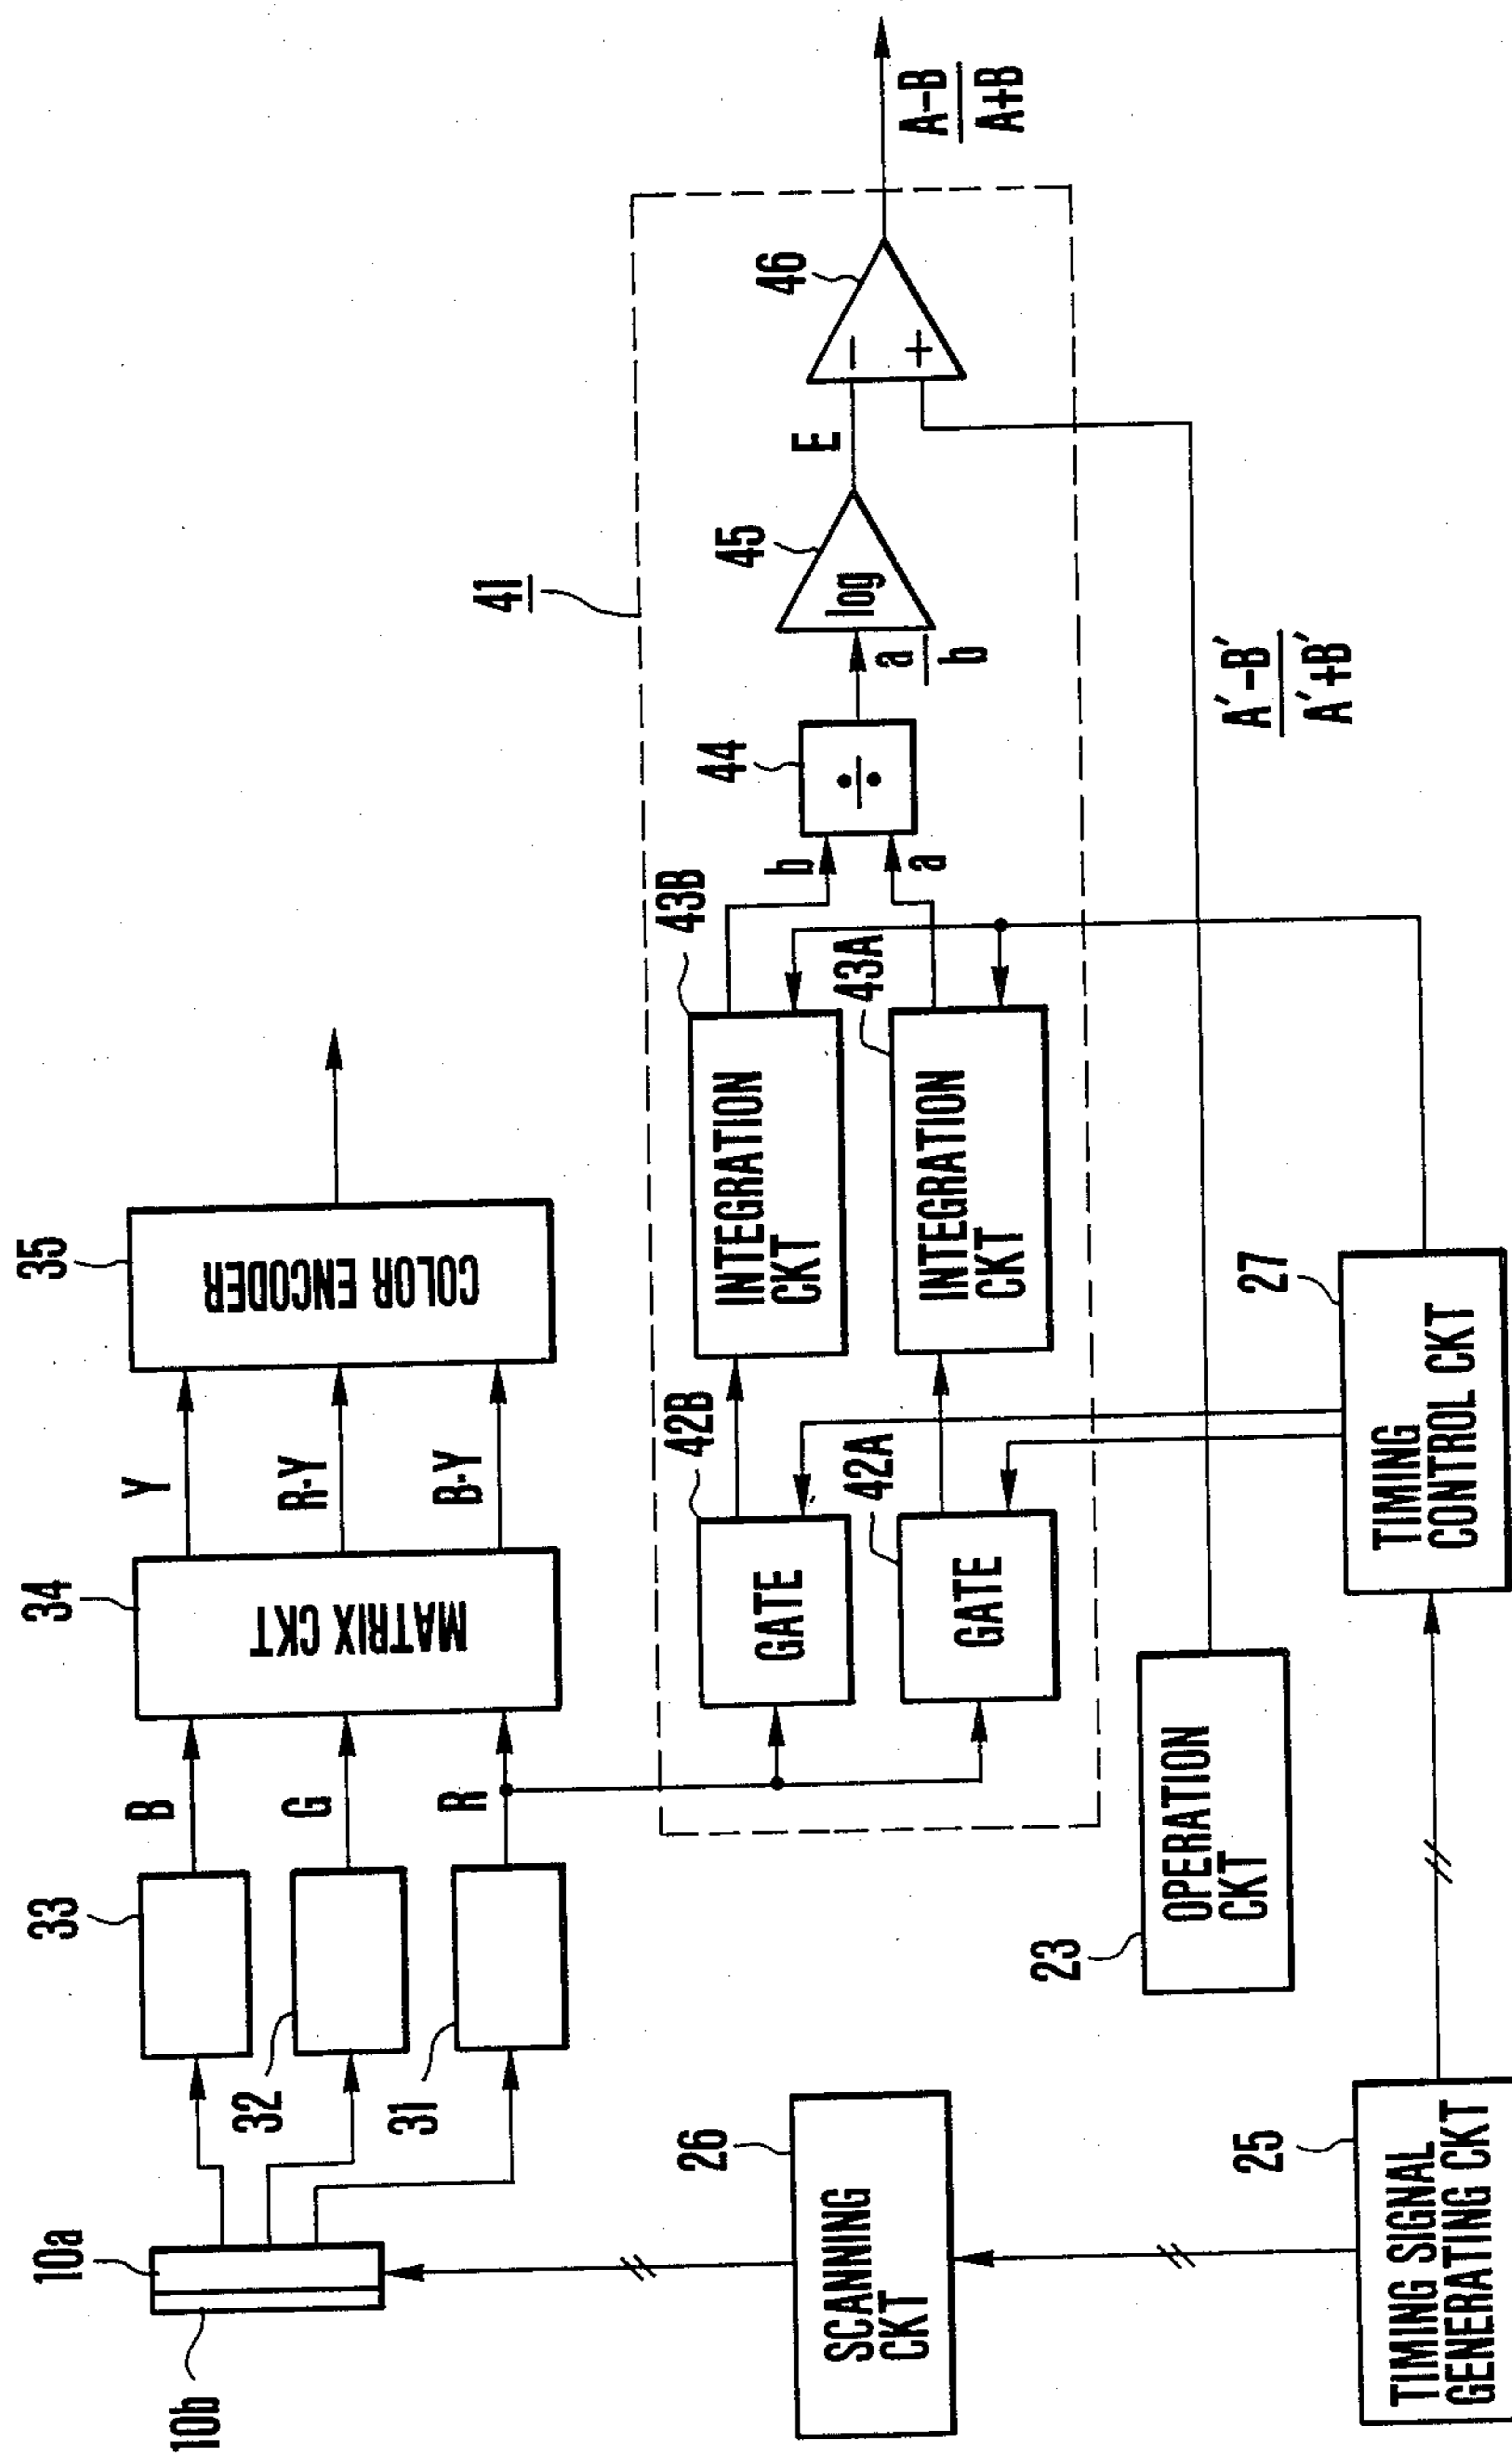 10b
10a
33
32
31
B
G
R
34
MATRIX CKT
Y
R-Y
B-Y
35
COLOR ENCODER
41
42B
GATE
42A
GATE
43B
INTEGRATION
CKT
43A
INTEGRATION
CKT
b
a
44
÷
a
b
45
log
E
46
−
+
A-B
A+B
A'-B'
A'+B'
26
SCANNING
CKT
23
OPERATION
CKT
25
TIMING SIGNAL
GENERATING CKT
27
TIMING
CONTROL CKT